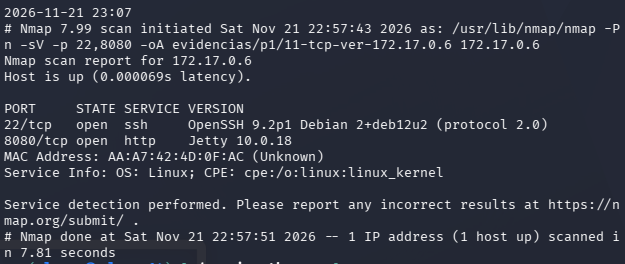 2026-11-21 23:07
# Nmap 7.99 scan initiated Sat Nov 21 22:57:43 2026 as: /usr/lib/nmap/nmap -P
n -sV -p 22,8080 -oA evidencias/p1/11-tcp-ver-172.17.0.6 172.17.0.6
Nmap scan report for 172.17.0.6
Host is up (0.000069s latency).
PORT     STATE SERVICE VERSION
22/tcp   open  ssh     OpenSSH 9.2p1 Debian 2+deb12u2 (protocol 2.0)
8080/tcp open  http    Jetty 10.0.18
MAC Address: AA:A7:42:4D:0F:AC (Unknown)
Service Info: OS: Linux; CPE: cpe:/o:linux:linux_kernel
Service detection performed. Please report any incorrect results at https://n
map.org/submit/ .
# Nmap done at Sat Nov 21 22:57:51 2026 -- 1 IP address (1 host up) scanned i
n 7.81 seconds